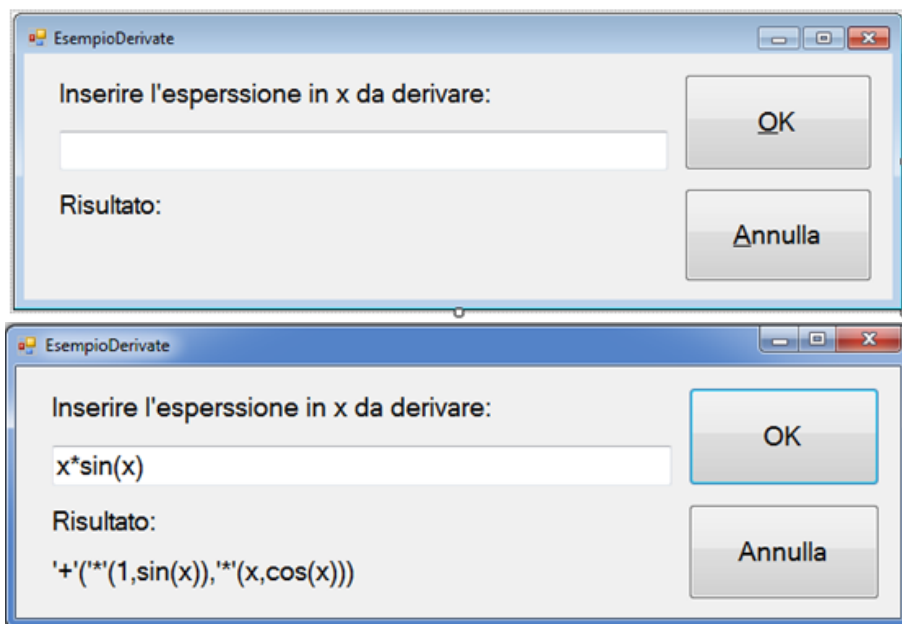 EsempioDerivate
Inserire l'esperssione in x da derivare:
OK
Risultato:
Annulla
EsempioDerivate
Inserire l'esperssione in x da derivare:
OK
x*sin(x)
Risultato:
Annulla
'+'('*'(1,sin(x)),'*'(x,cos(x)))